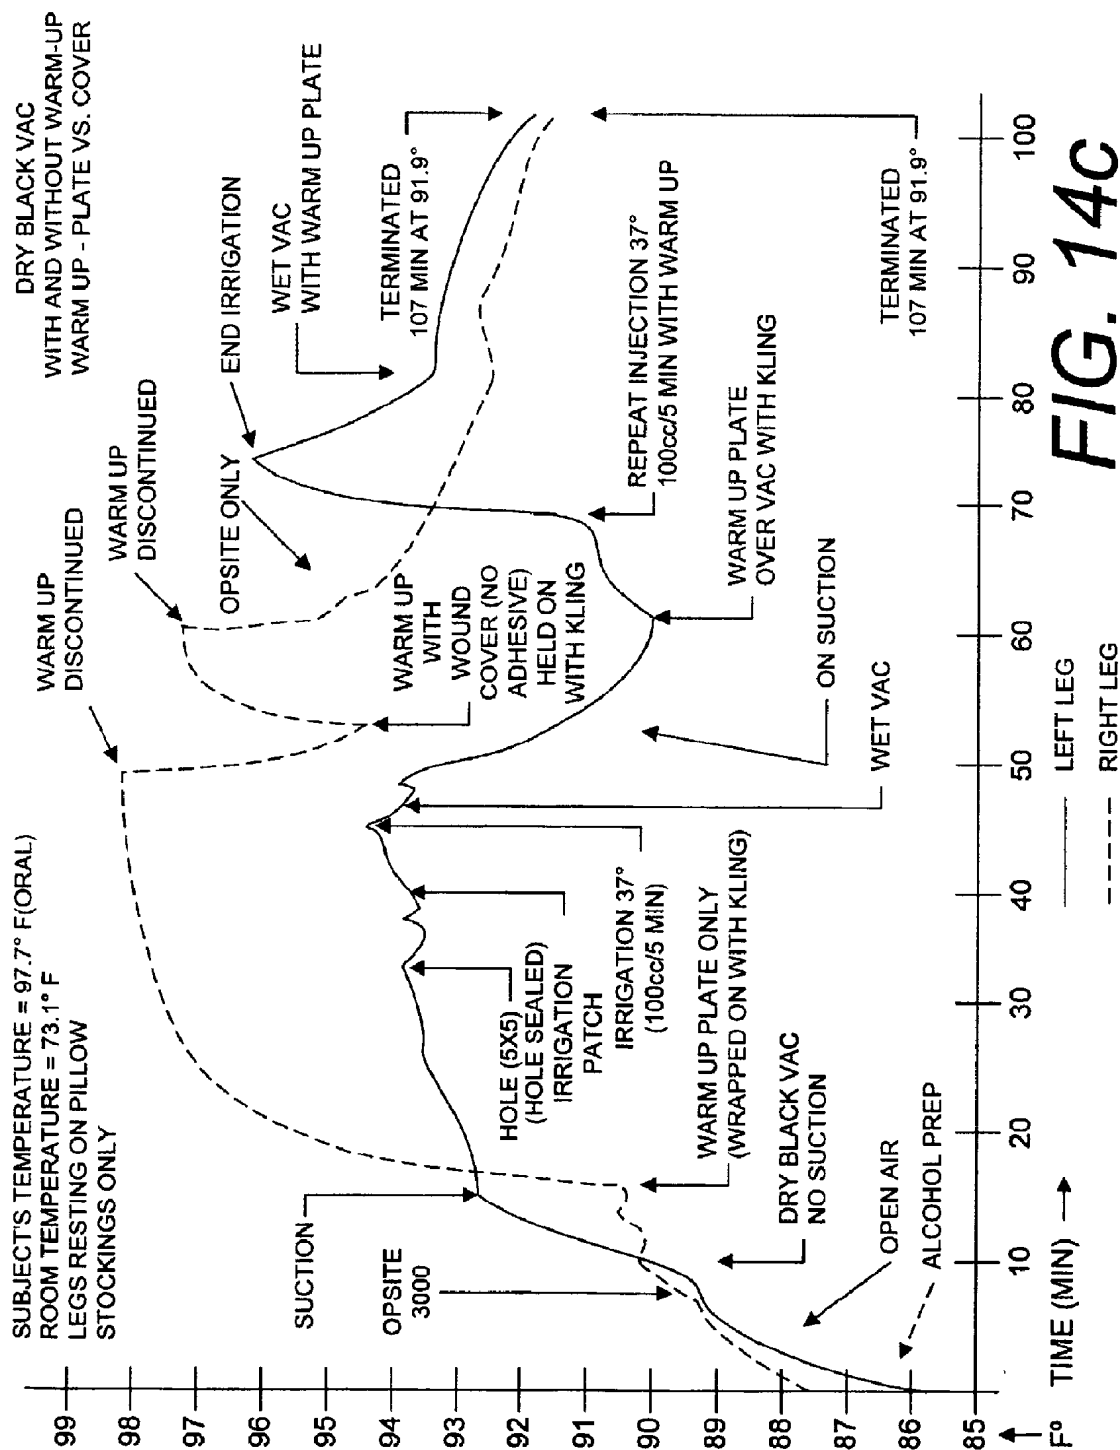 SUBJECT'S TEMPERATURE = 97.7° F(ORAL)
ROOM TEMPERATURE = 73.1° F
LEGS RESTING ON PILLOW
STOCKINGS ONLY
DRY BLACK VAC
WITH AND WITHOUT WARM-UP
WARM UP - PLATE VS. COVER
WARM UP
DISCONTINUED
WARM UP
DISCONTINUED
OPSITE ONLY
END IRRIGATION
WET VAC
WITH WARM UP PLATE
SUCTION
OPSITE
3000
HOLE (5X5)
(HOLE SEALED)
IRRIGATION
PATCH
IRRIGATION 37°
(100cc/5 MIN)
WARM UP PLATE ONLY
(WRAPPED ON WITH KLING)
DRY BLACK VAC
NO SUCTION
OPEN AIR
ALCOHOL PREP
WARM UP
WITH
WOUND
COVER (NO
ADHESIVE)
HELD ON
WITH KLING
ON SUCTION
WET VAC
WARM UP PLATE
OVER VAC WITH KLING
REPEAT INJECTION 37°
100cc/5 MIN WITH WARM UP
TERMINATED
107 MIN AT 91.9°
TERMINATED
107 MIN AT 91.9°
99
98
97
96
95
94
93
92
91
90
89
88
87
86
85
F°
10
20
30
40
50
60
70
80
90
100
TIME (MIN)
LEFT LEG
RIGHT LEG
FIG. 14c